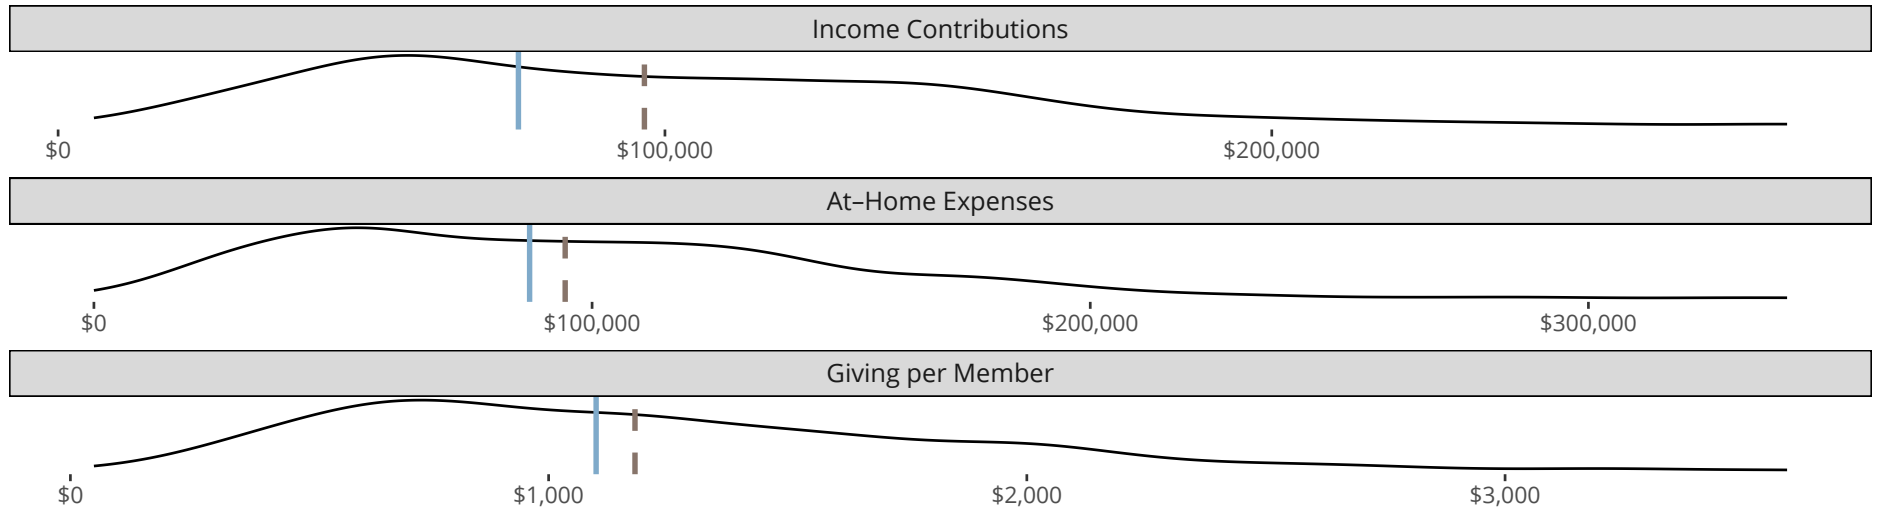 Income Contributions
$0 $100,000 $200,000
At–Home Expenses
$0 $100,000 $200,000 $300,000
Giving per Member
$0 $1,000 $2,000 $3,000